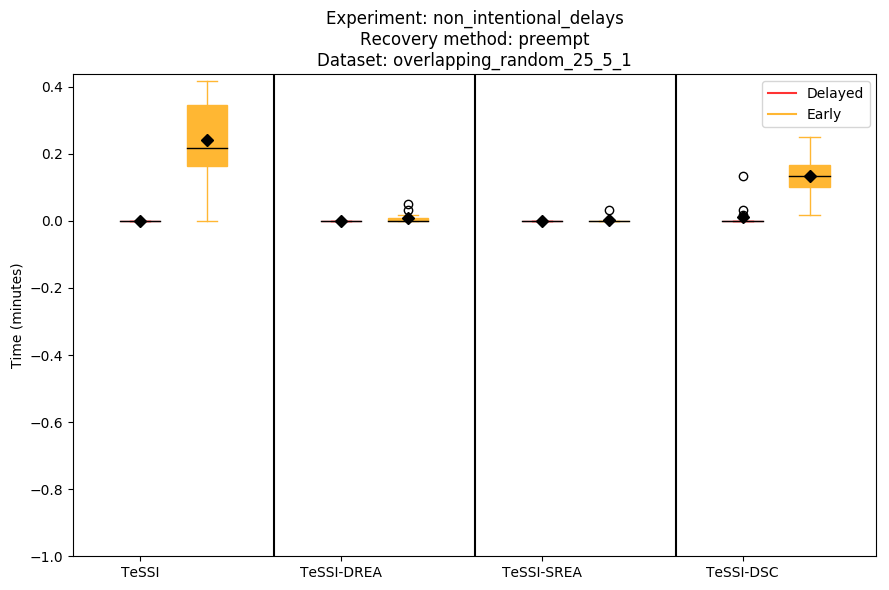 Experiment: non_intentional_delays
Recovery method: preempt
Dataset: overlapping_random_25_5_1
Delayed
Early
Time (minutes)
0.4
0.2
0.0
−0.2
−0.4
−0.6
−0.8
−1.0
TeSSI
TeSSI-DREA
TeSSI-SREA
TeSSI-DSC